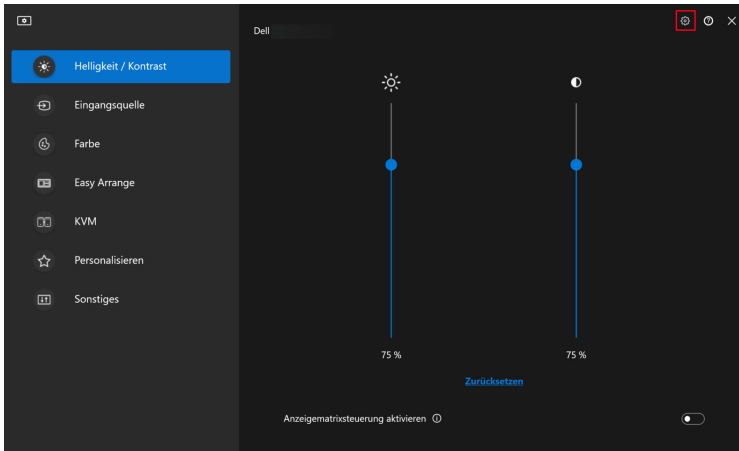 Dell
Helligkeit / Kontrast
Eingangsquelle
Farbe
Easy Arrange
KVM
Personalisieren
Sonstiges
75 %
75 %
Zurücksetzen
Anzeigematrixsteuerung aktivieren